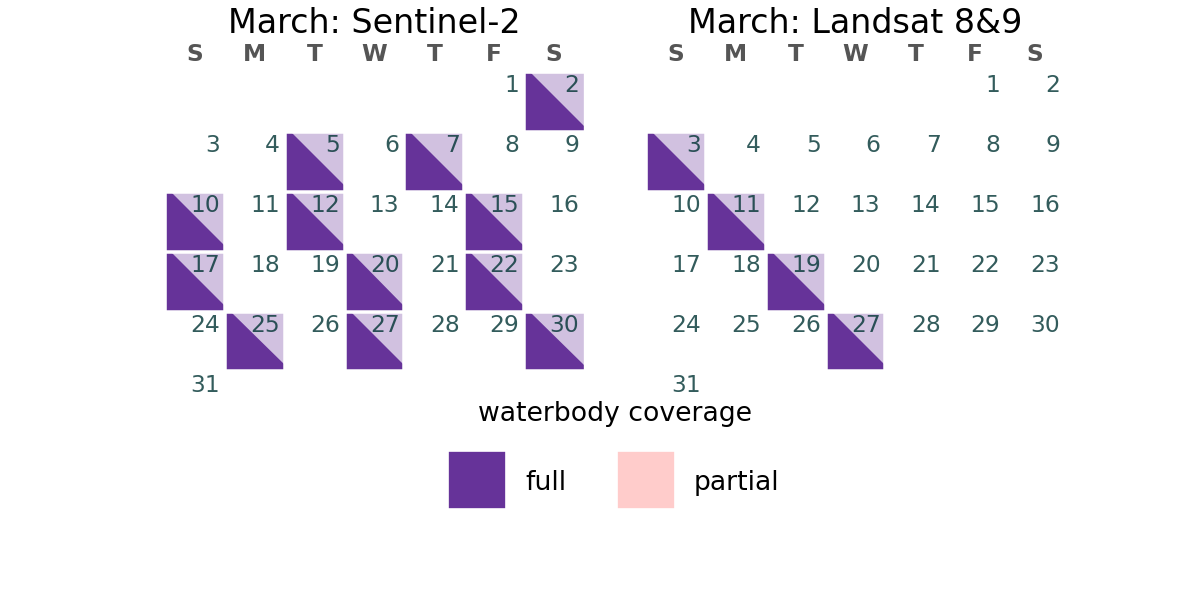 March: Sentinel-2
S M T W T F S
1 2
3 4 5 6 7 8 9
10 11 12 13 14 15 16
17 18 19 20 21 22 23
24 25 26 27 28 29 30
31
March: Landsat 8&9
S M T W T F S
1 2
3 4 5 6 7 8 9
10 11 12 13 14 15 16
17 18 19 20 21 22 23
24 25 26 27 28 29 30
31
waterbody coverage
full partial